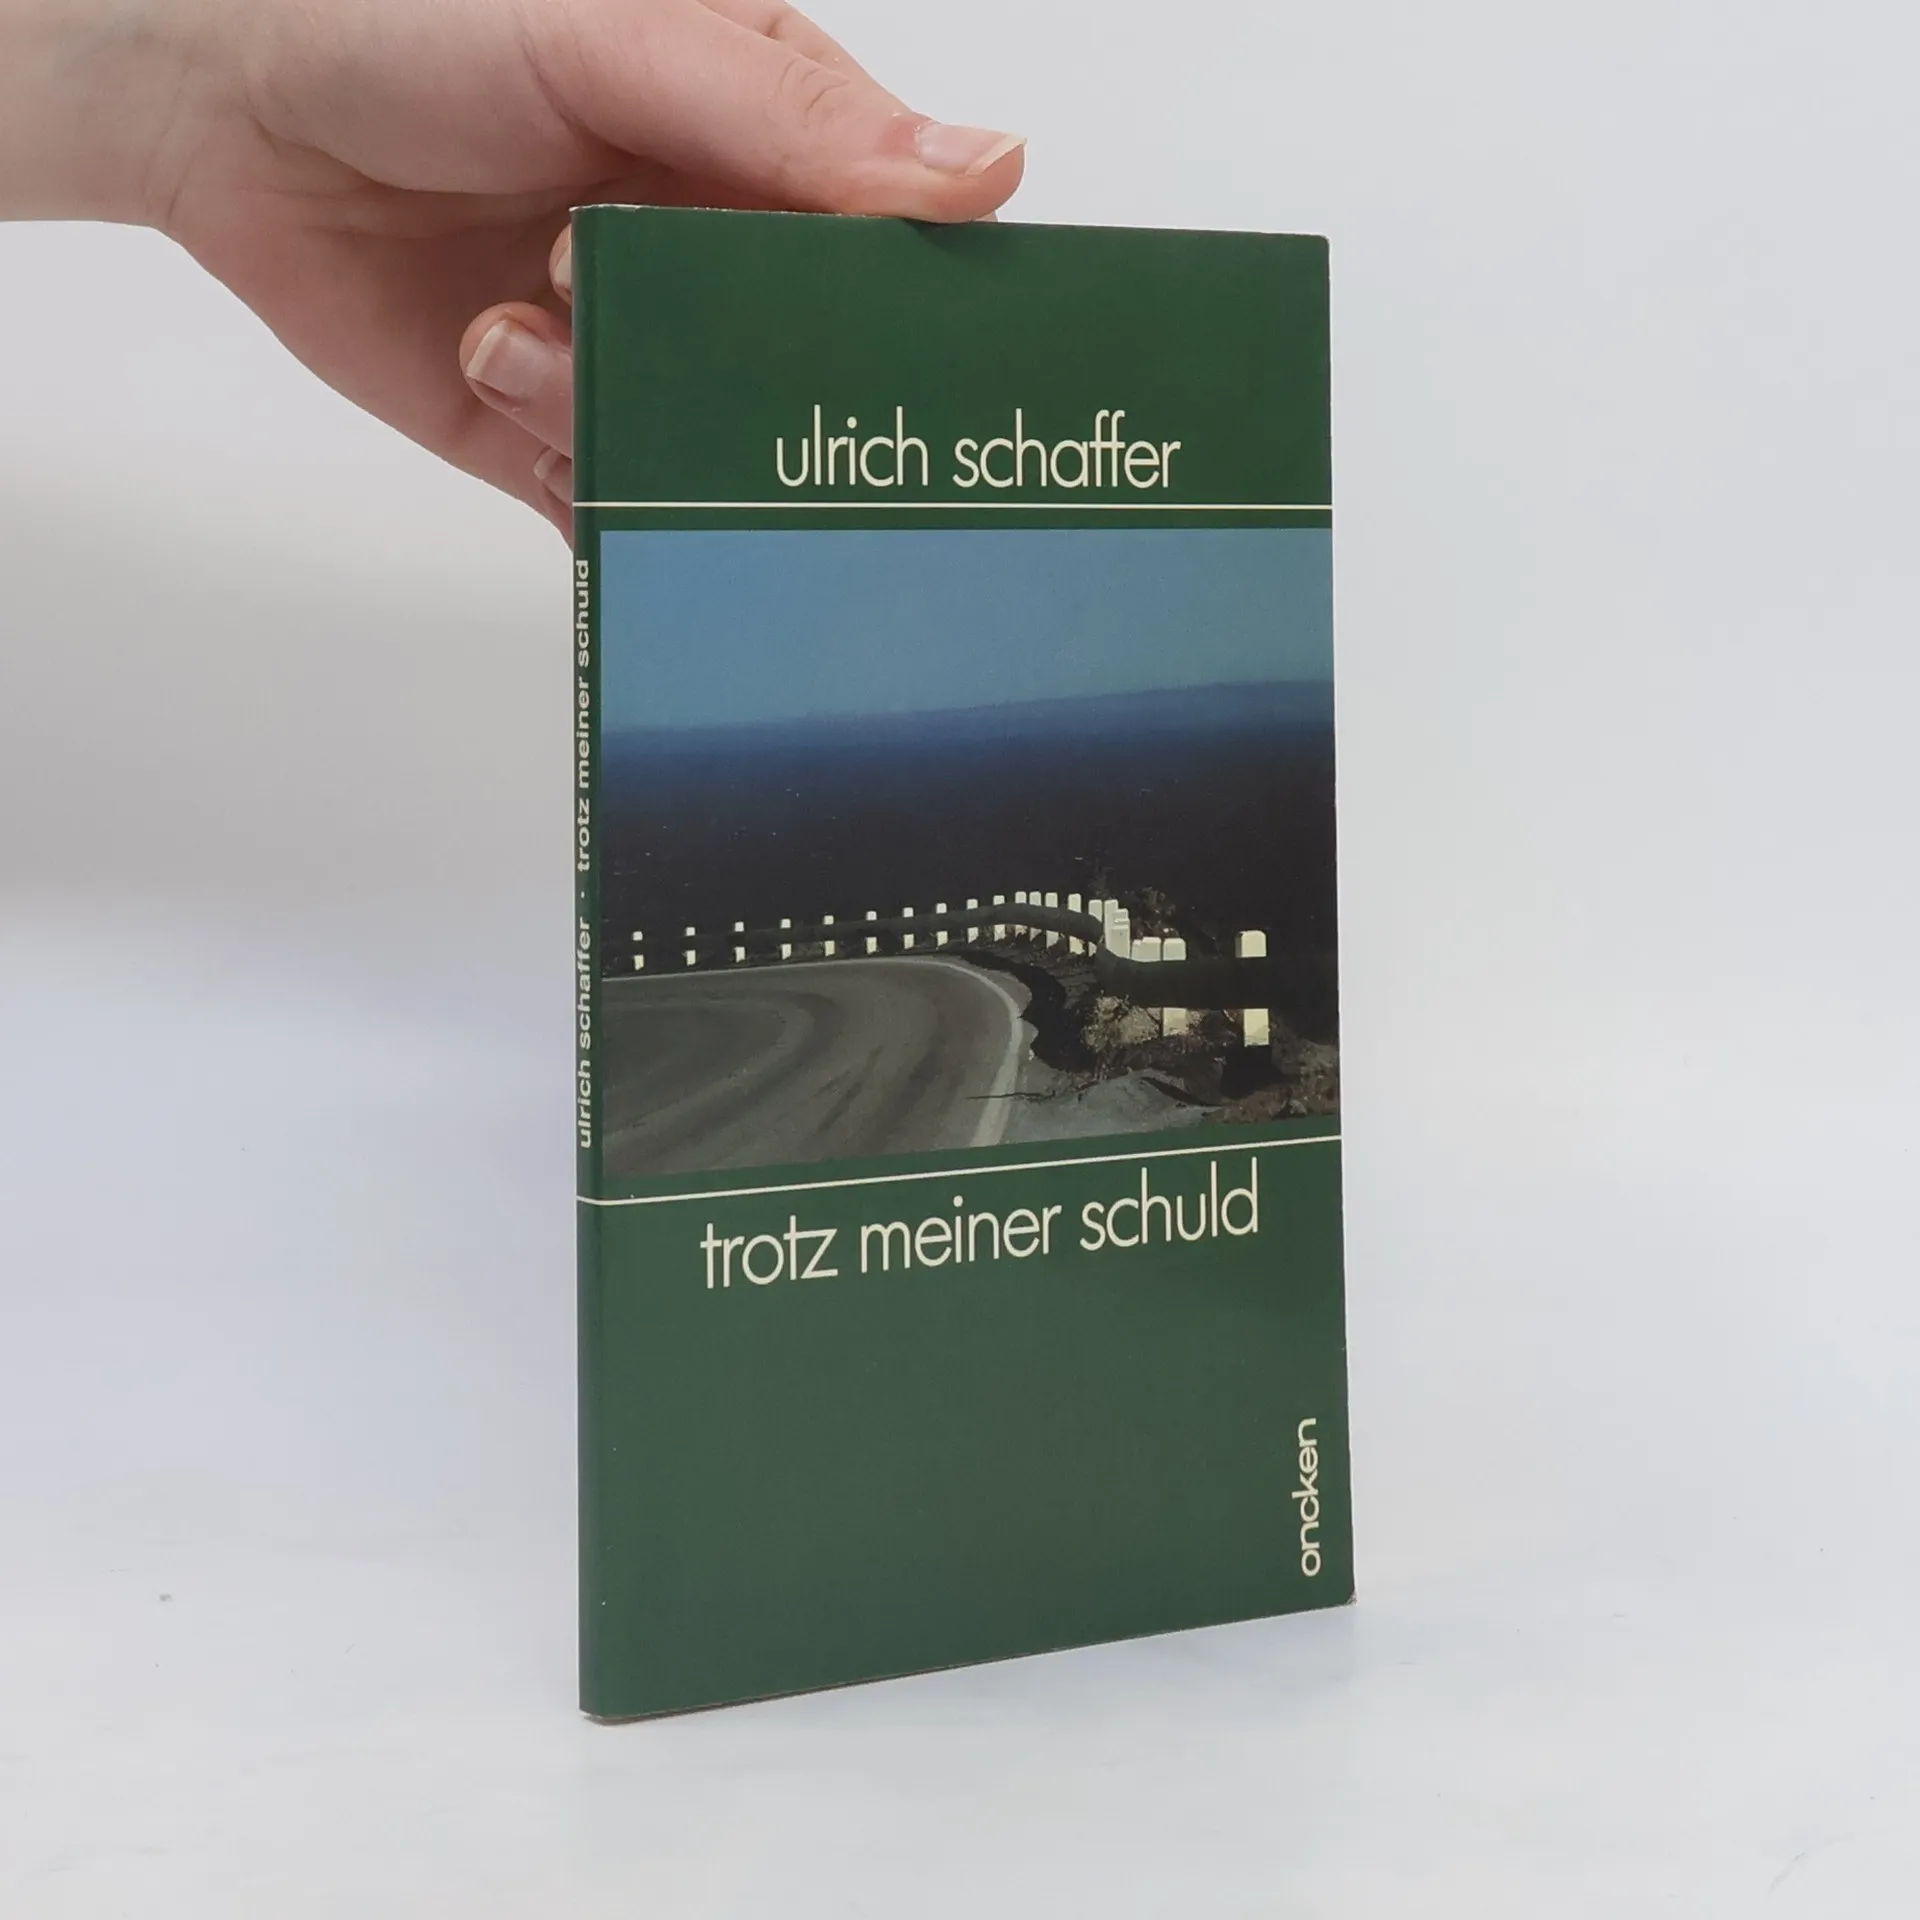 ulrich schaffer
trotz meiner schuld
oncken
ulrich schaffer · trotz meiner schuld